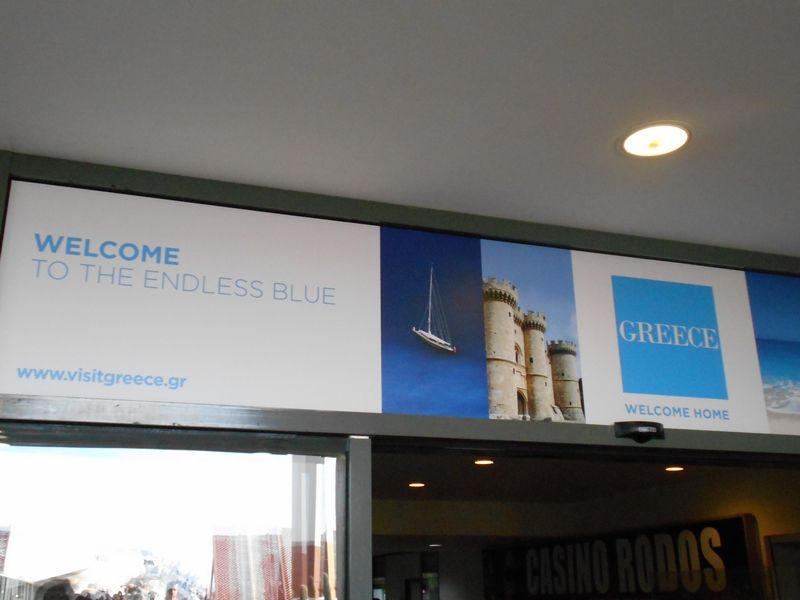 WELCOME
TO THE ENDLESS BLUE
www.visitgreece.gr
GREECE
WELCOME HOME
CASINO RODOS